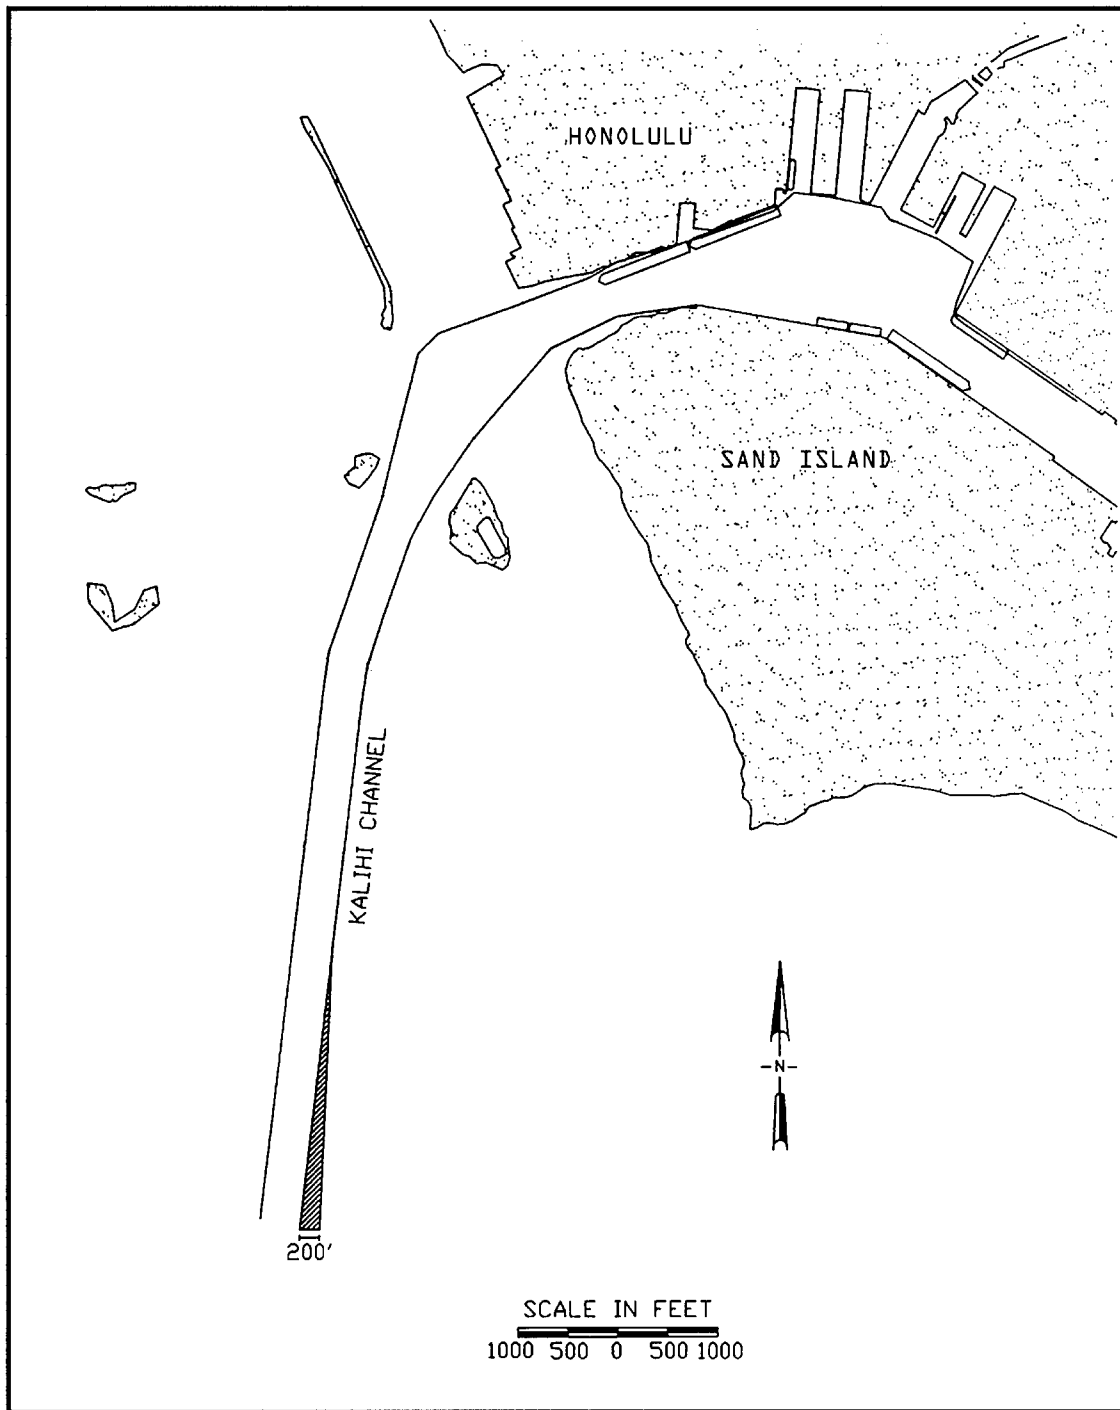 HONOLULU
SAND ISLAND
KALIHI CHANNEL
-N-
200'
SCALE IN FEET
1000 500 0 500 1000